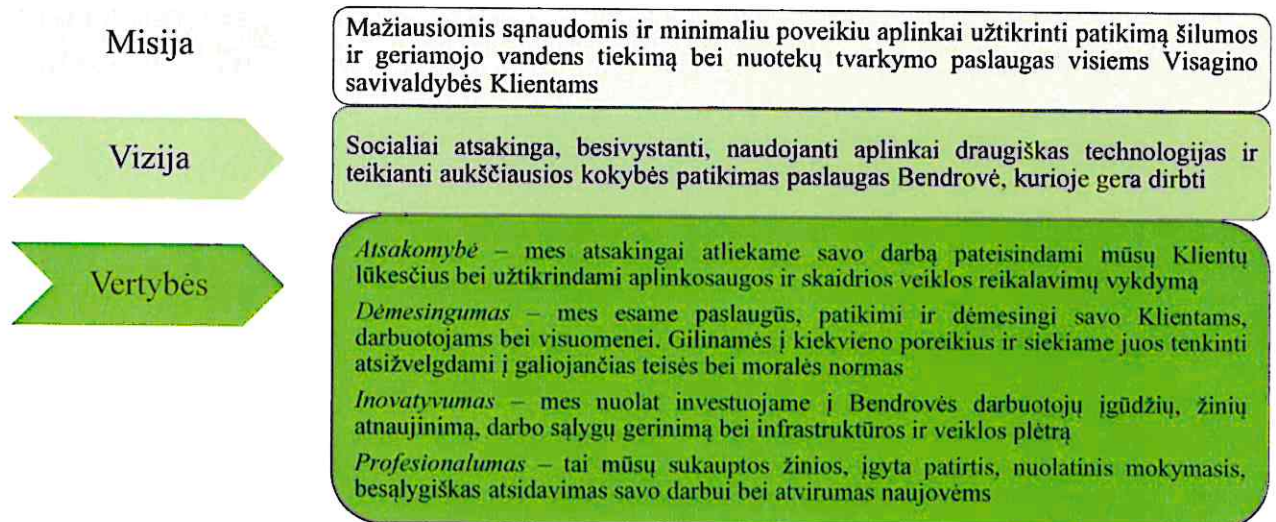 Misija
Mažiausiomis sąnaudomis ir minimaliu poveikiu aplinkai užtikrinti patikimą šilumos
ir geriamojo vandens tiekimą bei nuotekų tvarkymo paslaugas visiems Visagino
savivaldybės Klientams
Vizija
Socialiai atsakinga, besivystanti, naudojanti aplinkai draugiškas technologijas ir
teikianti aukščiausios kokybės patikimas paslaugas Bendrovė, kurioje gera dirbti
Vertybės
Atsakomybė – mes atsakingai atliekame savo darbą pateisindami mūsų Klientų
lūkesčius bei užtikrindami aplinkosaugos ir skaidrios veiklos reikalavimų vykdymą
Dėmesingumas – mes esame paslaugūs, patikimi ir dėmesingi savo Klientams,
darbuotojams bei visuomenei. Gilinamės į kiekvieno poreikius ir siekiame juos tenkinti
atsižvelgdami į galiojančias teisės bei moralės normas
Inovatyvumas – mes nuolat investuojame į Bendrovės darbuotojų įgūdžių, žinių
atnaujinimą, darbo sąlygų gerinimą bei infrastruktūros ir veiklos plėtrą
Profesionalumas – tai mūsų sukauptos žinios, įgyta patirtis, nuolatinis mokymasis,
besąlygiškas atsidavimas savo darbui bei atvirumas naujovėms